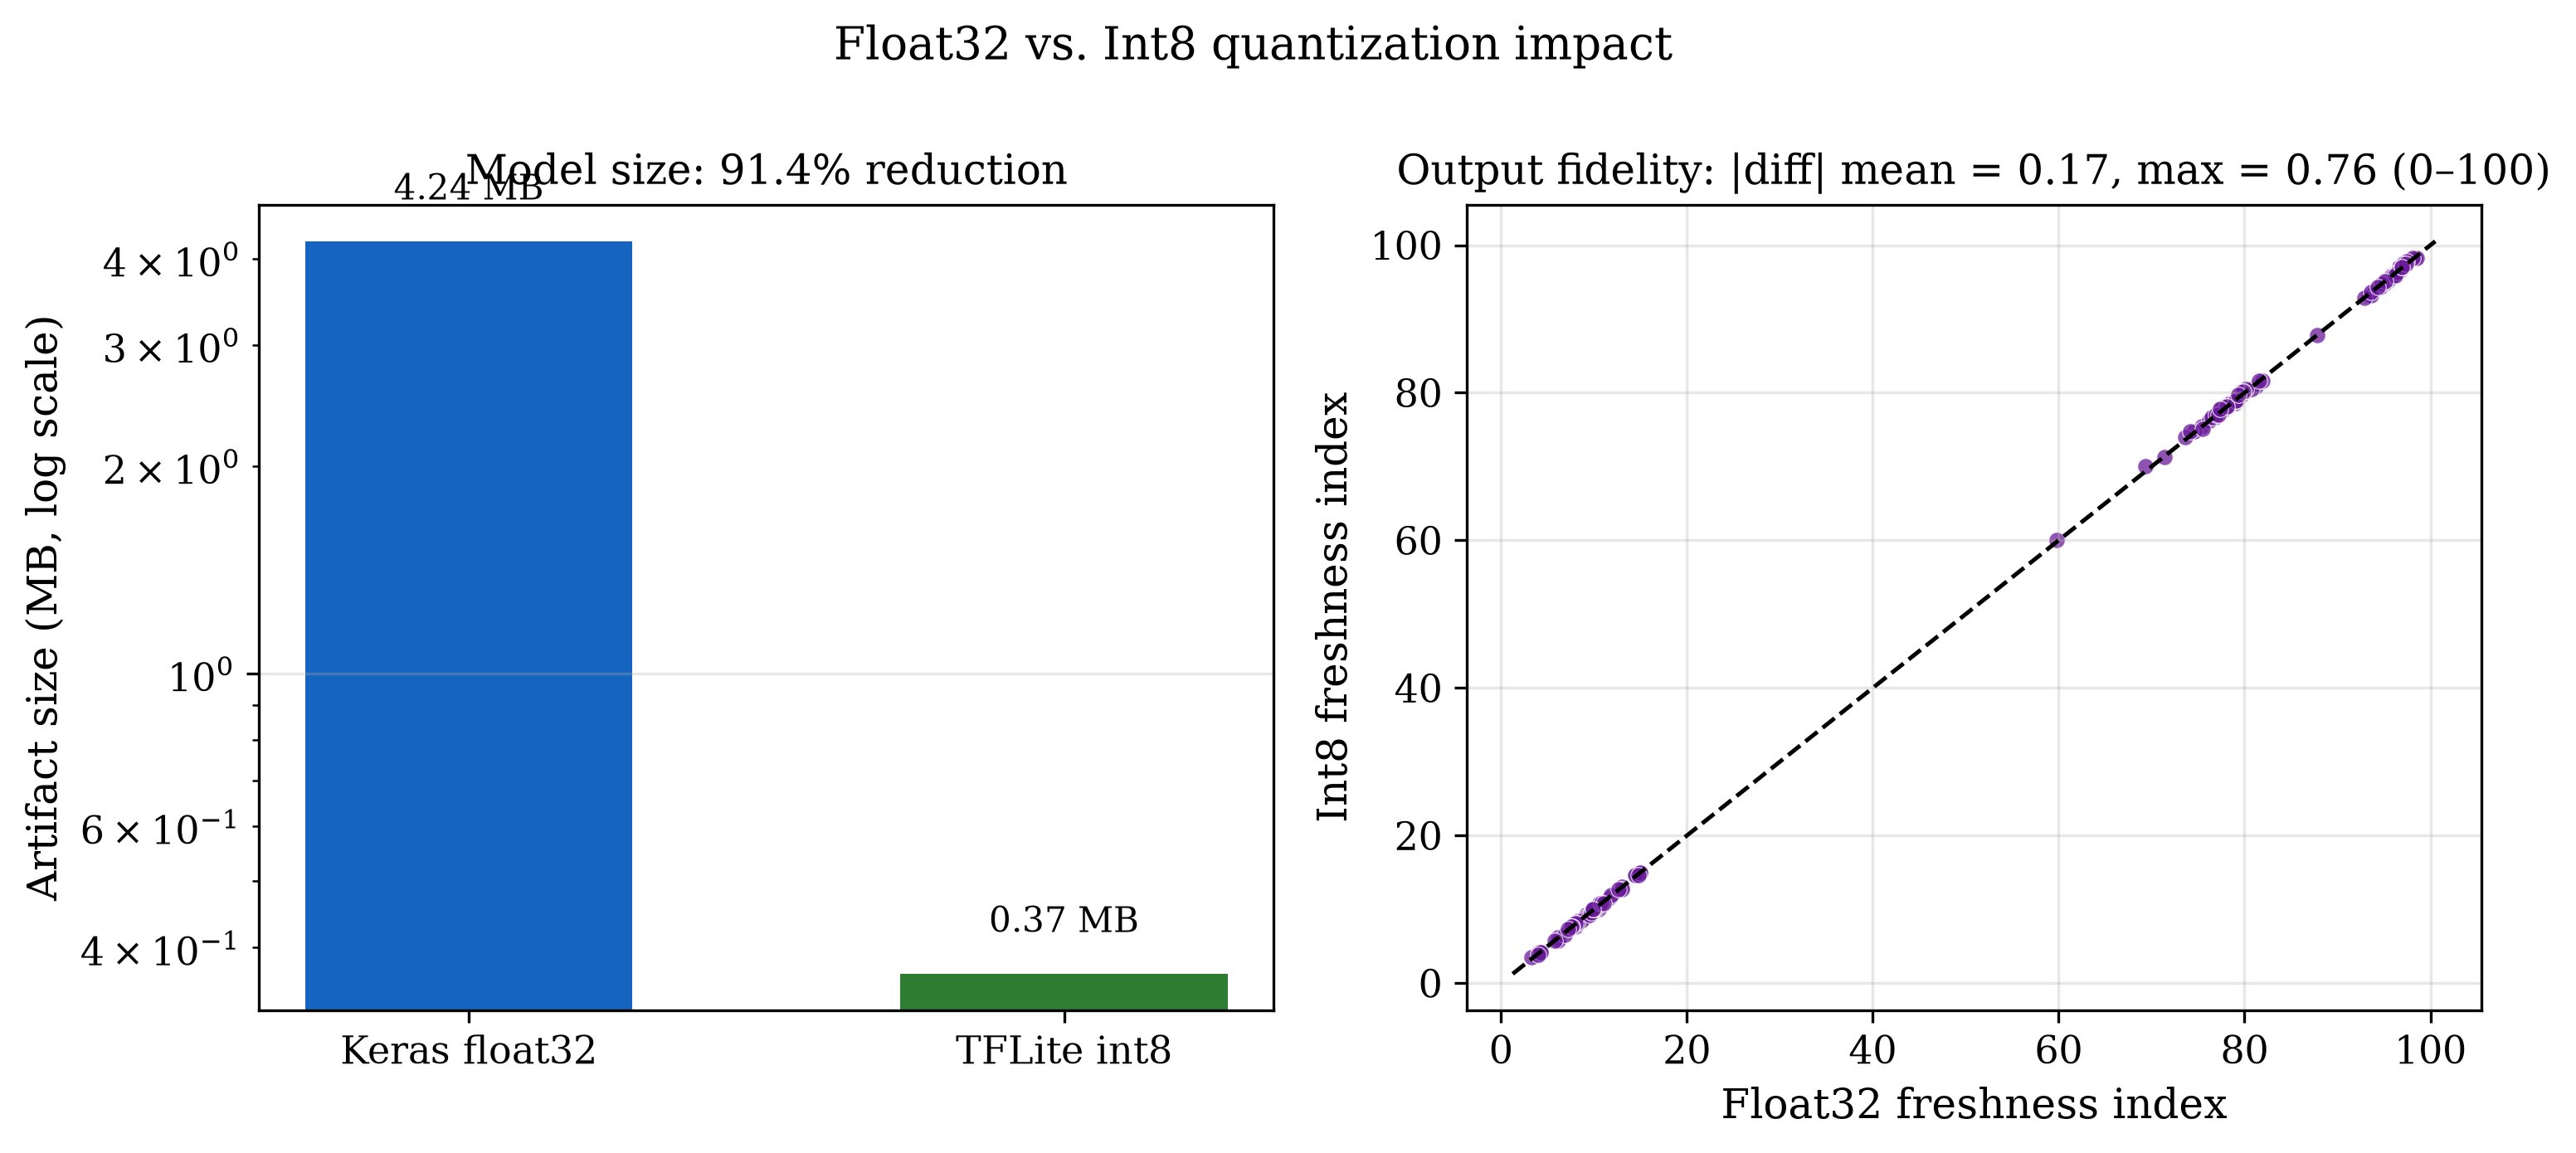 Float32 vs. Int8 quantization impact
Model size: 91.4% reduction
4.24 MB
Artifact size (MB, log scale)
4 × 10⁰
3 × 10⁰
2 × 10⁰
10⁰
6 × 10⁻¹
4 × 10⁻¹
0.37 MB
Keras float32
TFLite int8
Output fidelity: |diff| mean = 0.17, max = 0.76 (0–100)
Int8 freshness index
100
80
60
40
20
0
0 20 40 60 80 100
Float32 freshness index